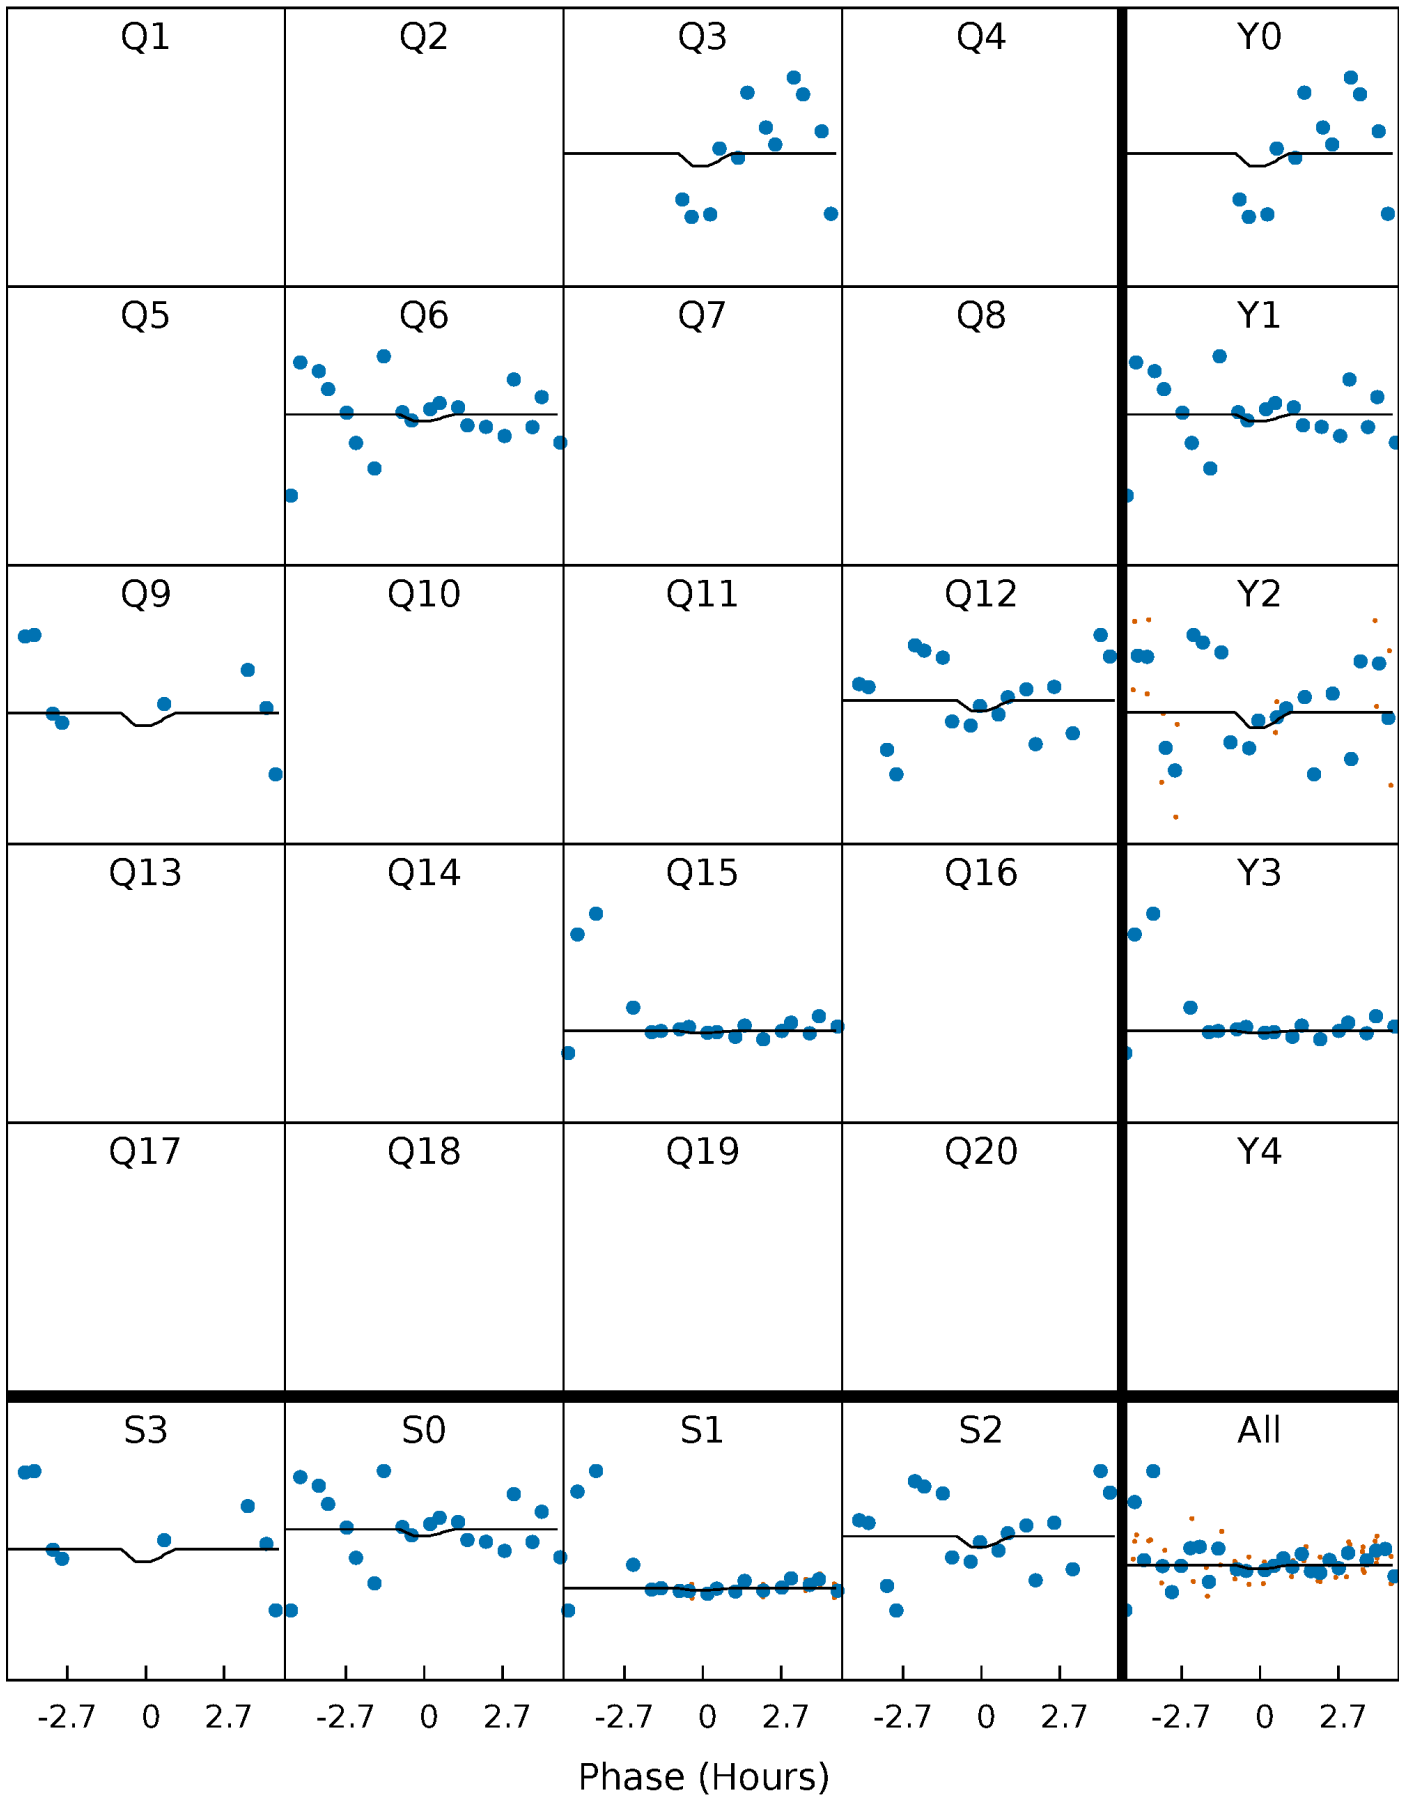 Q1 Q2 Q3 Q4 Y0
Q5 Q6 Q7 Q8 Y1
Q9 Q10 Q11 Q12 Y2
Q13 Q14 Q15 Q16 Y3
Q17 Q18 Q19 Q20 Y4
S3 S0 S1 S2 All
-2.7 0 2.7 -2.7 0 2.7 -2.7 0 2.7 -2.7 0 2.7 -2.7 0 2.7
Phase (Hours)